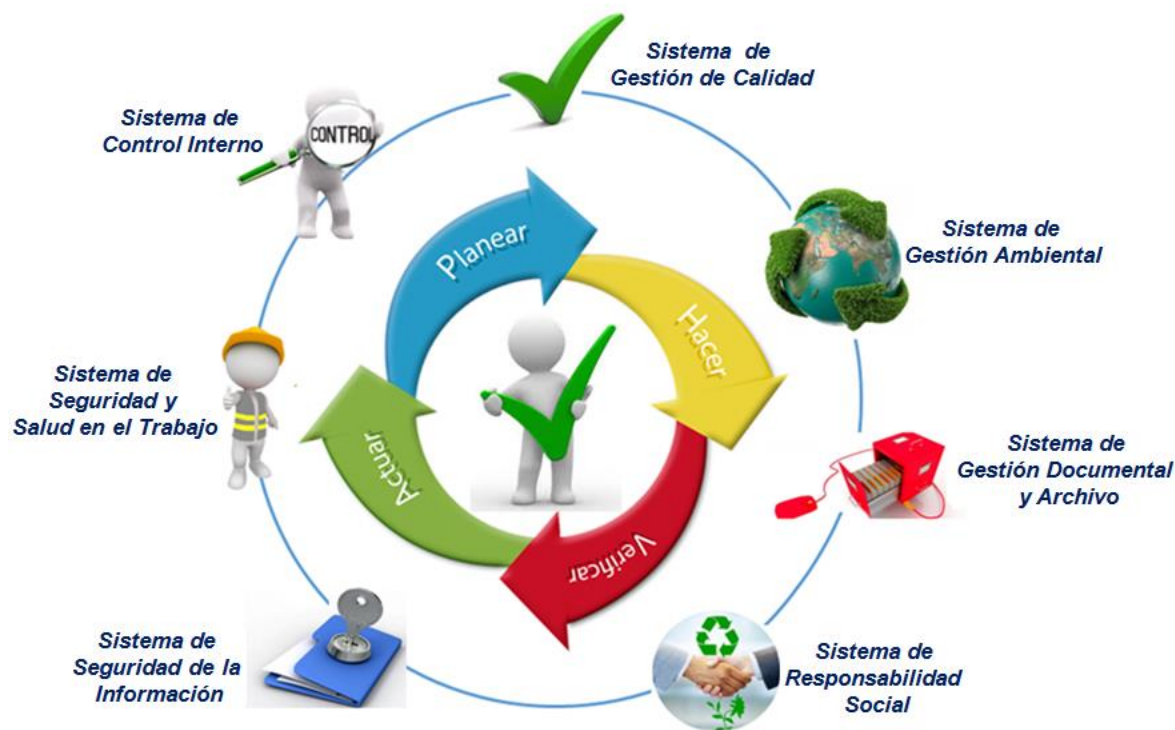 Sistema de
Gestión de Calidad
Sistema de
Control Interno
CONTROL
Sistema de
Gestión Ambiental
Planear
Hacer
Sistema de
Seguridad y
Salud en el Trabajo
Actuar
Verificar
Sistema de
Gestión Documental
y Archivo
Sistema de
Seguridad de la
Información
Sistema de
Responsabilidad
Social